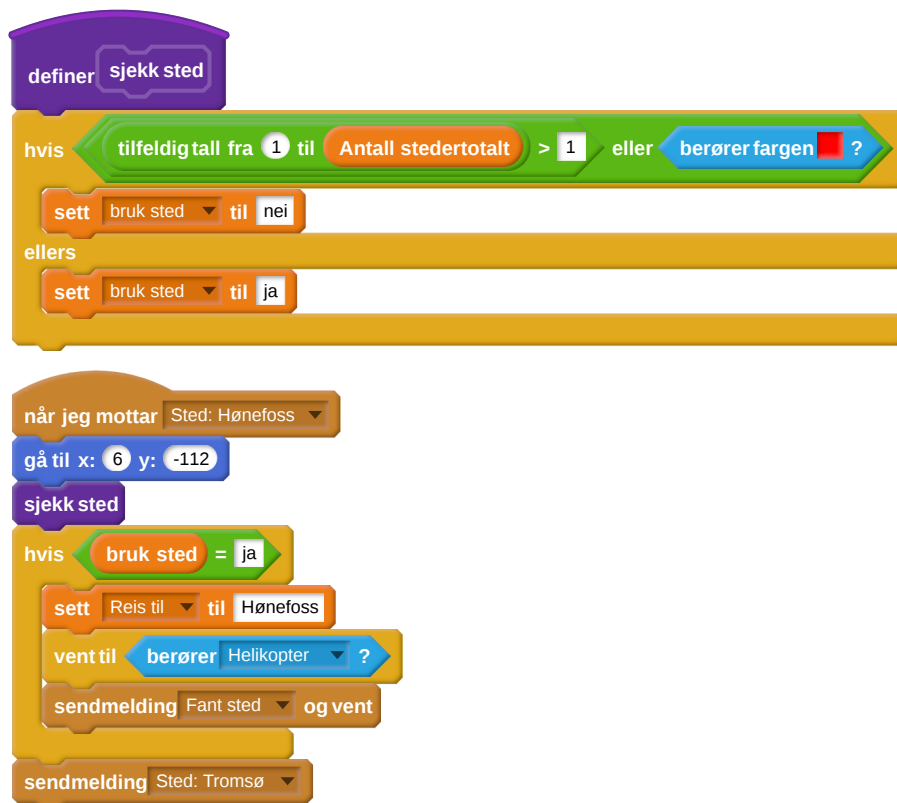 definer sjekk sted
hvis tilfeldig tall fra 1 til Antall stedertotalt > 1 eller berører fargen ?
sett bruk sted til nei
ellers
sett bruk sted til ja
når jeg mottar Sted: Hønefoss
gå til x: 6 y: -112
sjekk sted
hvis bruk sted = ja
sett Reis til til Hønefoss
vent til berører Helikopter ?
sendmelding Fant sted og vent
sendmelding Sted: Tromsø